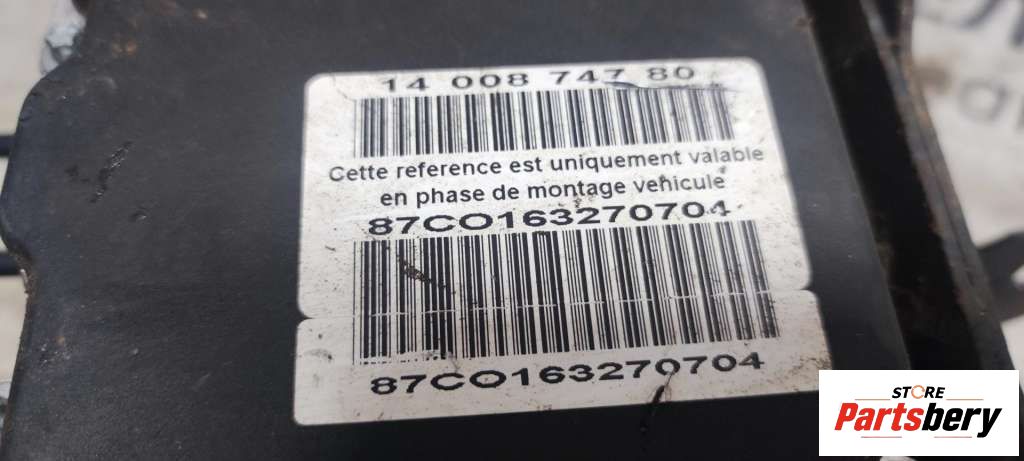 14 008 747 80
Cette reference est uniquement valable
en phase de montage vehicule
87CO163270704
87CO163270704
STORE
Partsbery